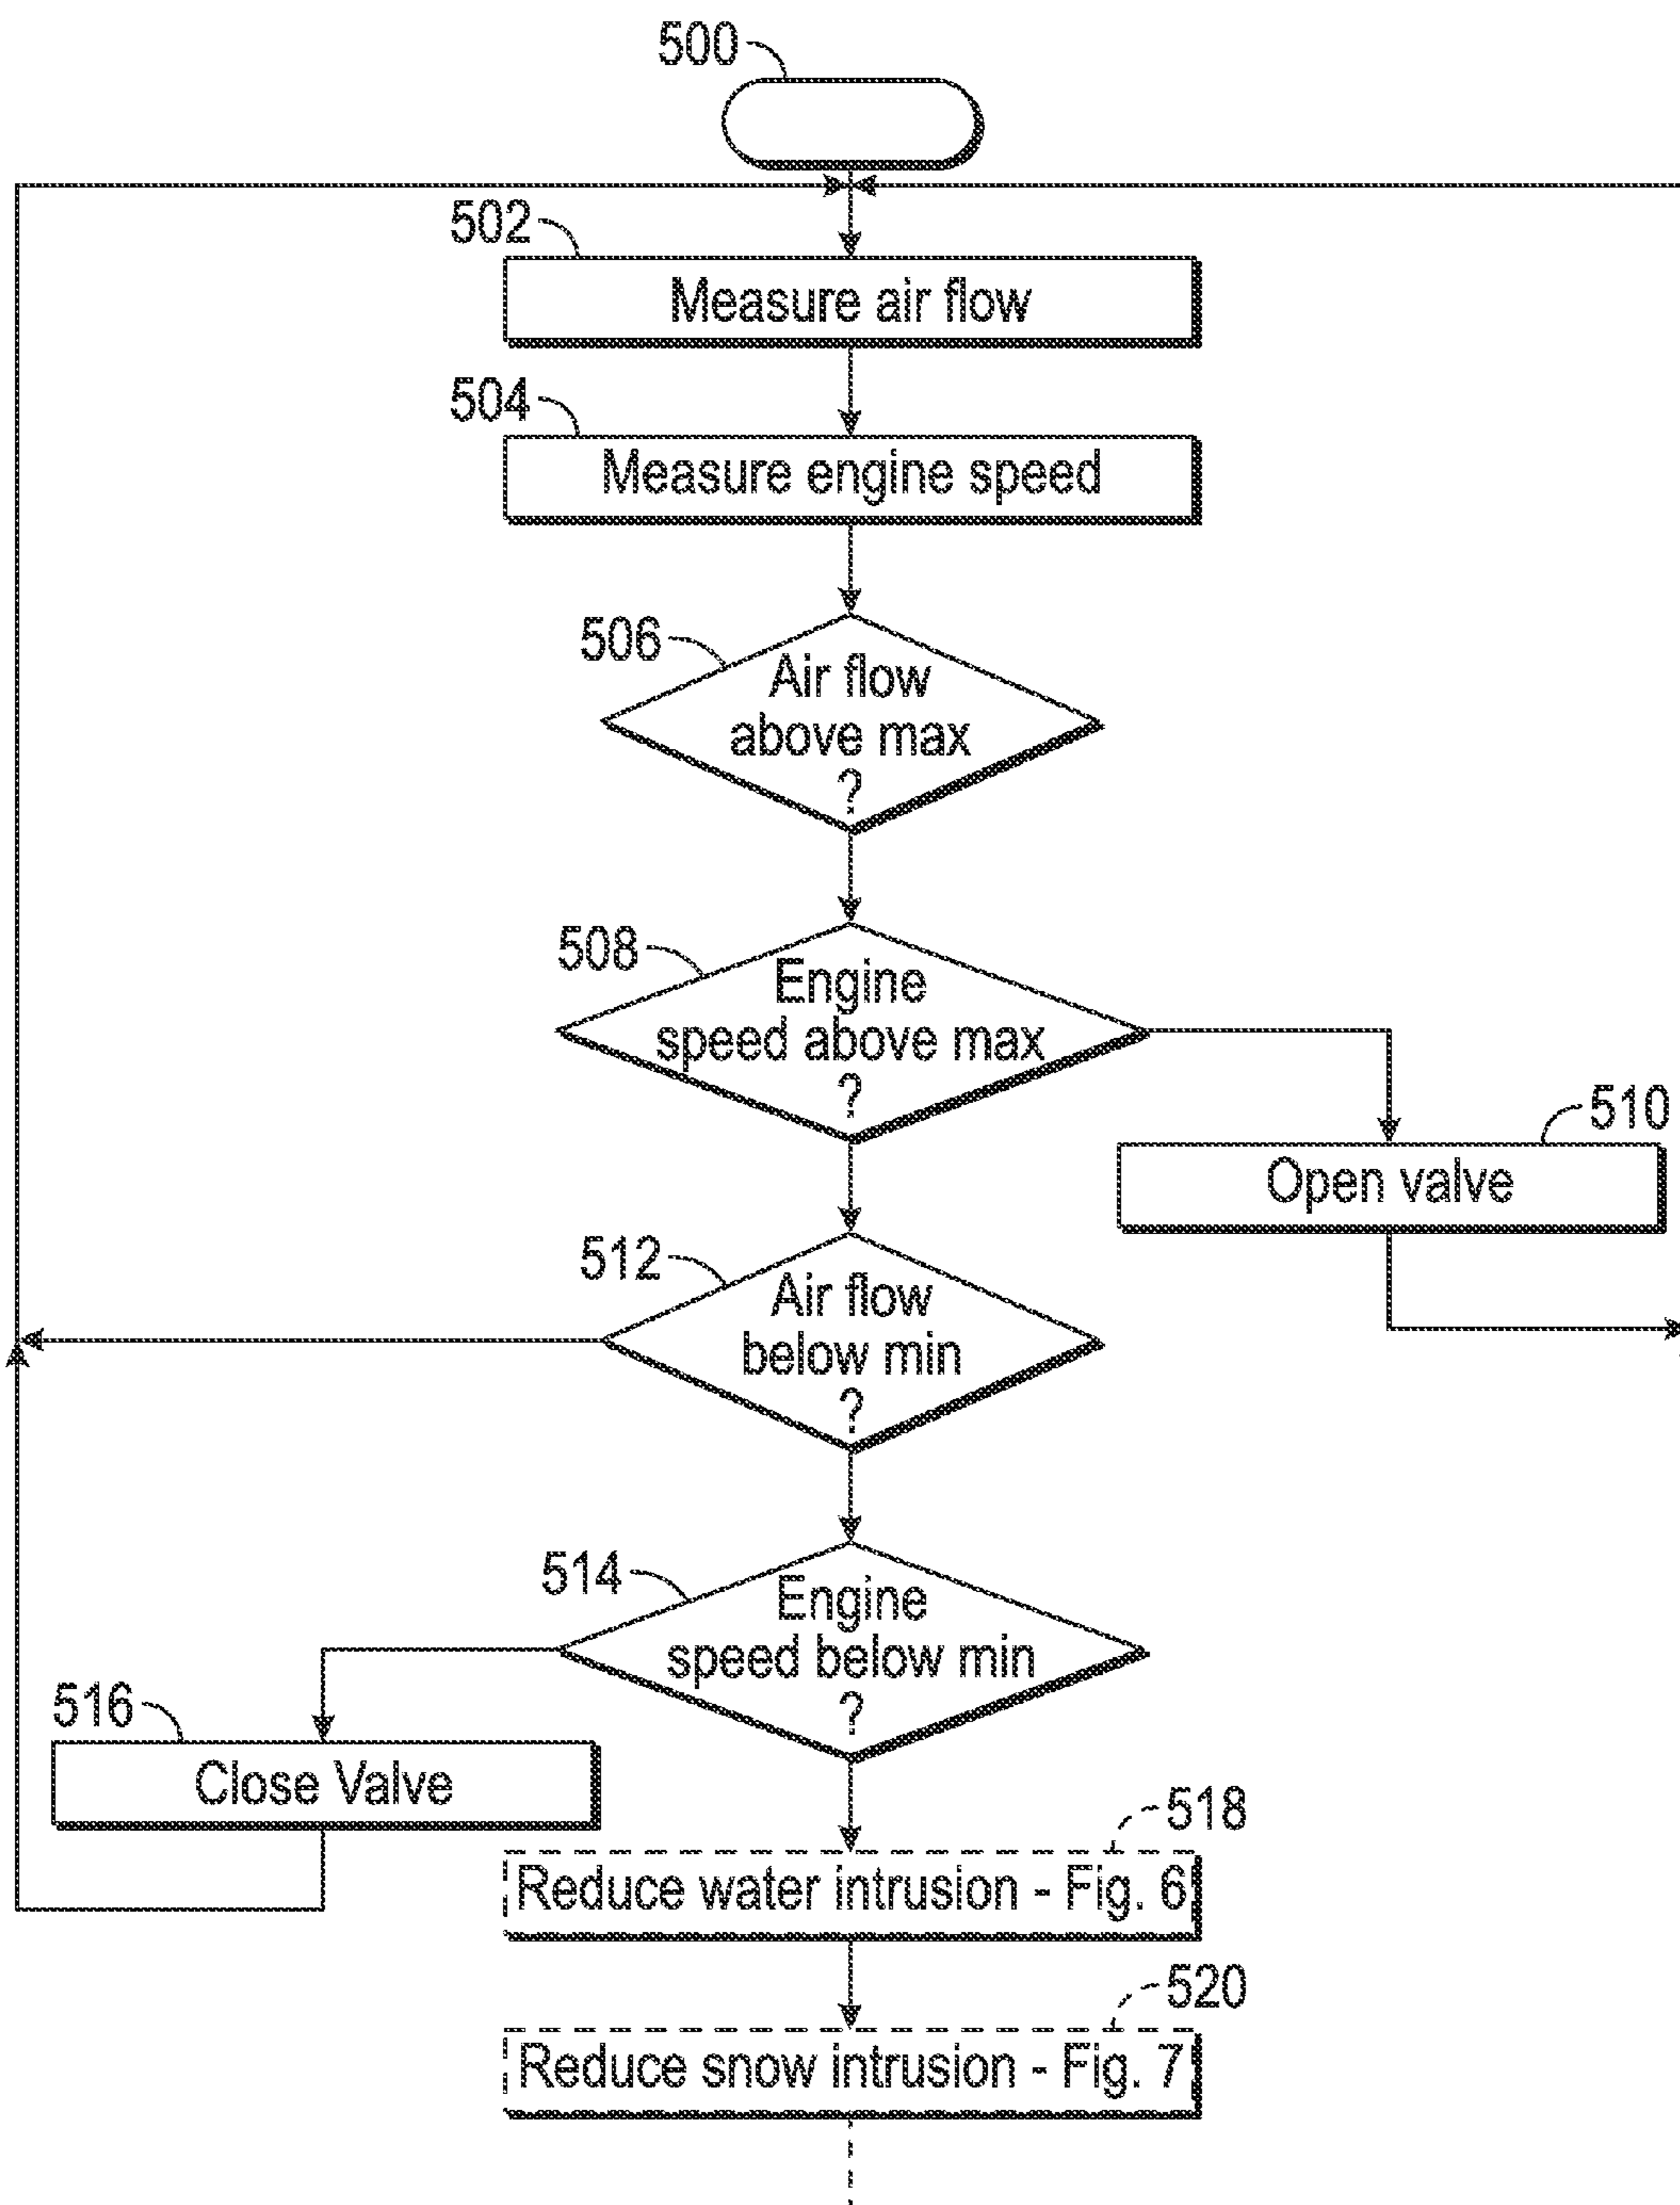 500
502
Measure air flow
504
Measure engine speed
506
Air flow
above max
?
508
Engine
speed above max
?
510
Open valve
512
Air flow
below min
?
514
Engine
speed below min
?
516
Close Valve
518
Reduce water intrusion - Fig. 6
520
Reduce snow intrusion - Fig. 7